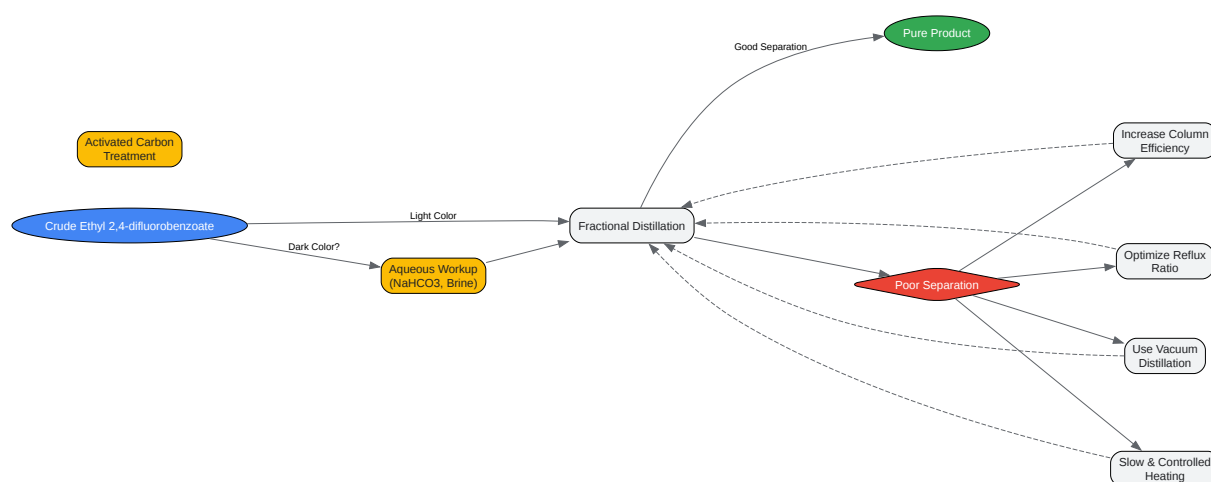 Good Separation
Pure Product
Activated Carbon
Treatment
Increase Column
Efficiency
Crude Ethyl 2,4-difluorobenzoate
Light Color
Dark Color?
Aqueous Workup
(NaHCO3, Brine)
Fractional Distillation
Poor Separation
Optimize Reflux
Ratio
Use Vacuum
Distillation
Slow & Controlled
Heating